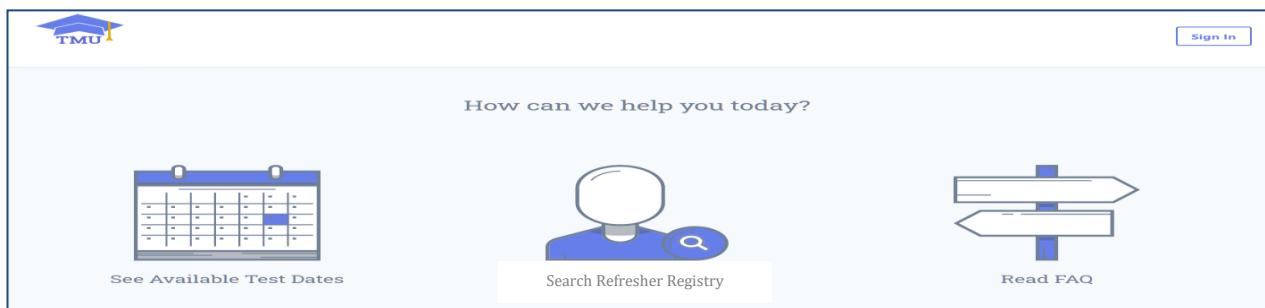 TMU
Sign In
How can we help you today?
See Available Test Dates
Search Refresher Registry
Read FAQ